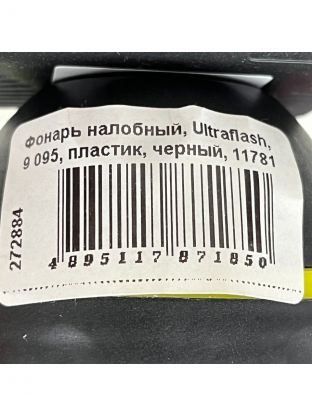 Фонарь налобный, Ultraflash,
9 095, пластик, черный, 11781
4 895117 871850
272884